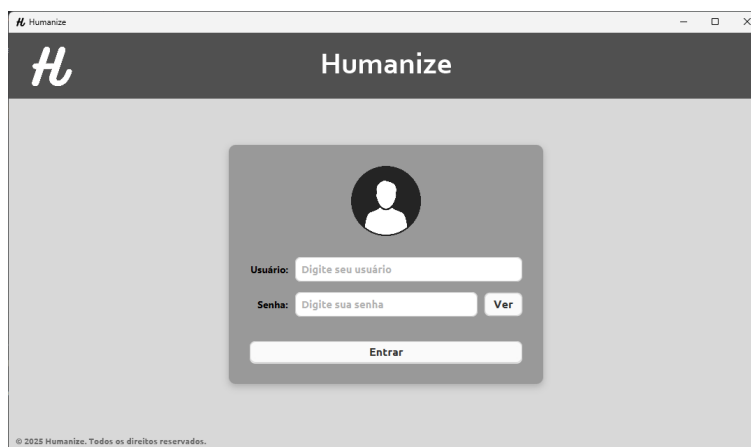 Humanize
H Humanize
Usuário: Digite seu usuário
Senha: Digite sua senha Ver
Entrar
© 2025 Humanize. Todos os direitos reservados.